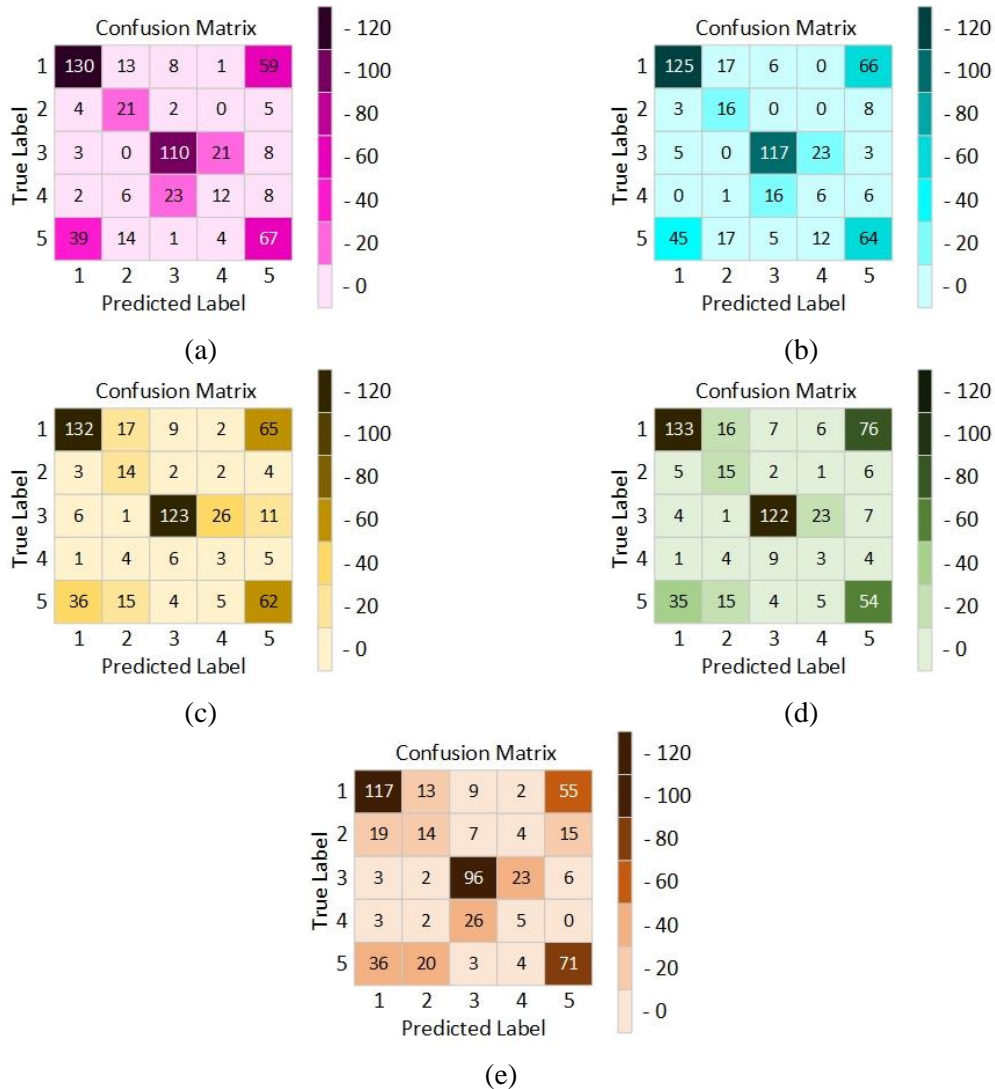 Confusion Matrix
True Label
1 130 13 8 1 59
2 4 21 2 0 5
3 3 0 110 21 8
4 2 6 23 12 8
5 39 14 1 4 67
1 2 3 4 5
Predicted Label
- 120
- 100
- 80
- 60
- 40
- 20
- 0
(a)
Confusion Matrix
True Label
1 125 17 6 0 66
2 3 16 0 0 8
3 5 0 117 23 3
4 0 1 16 6 6
5 45 17 5 12 64
1 2 3 4 5
Predicted Label
- 120
- 100
- 80
- 60
- 40
- 20
- 0
(b)
Confusion Matrix
True Label
1 132 17 9 2 65
2 3 14 2 2 4
3 6 1 123 26 11
4 1 4 6 3 5
5 36 15 4 5 62
1 2 3 4 5
Predicted Label
- 120
- 100
- 80
- 60
- 40
- 20
- 0
(c)
Confusion Matrix
True Label
1 133 16 7 6 76
2 5 15 2 1 6
3 4 1 122 23 7
4 1 4 9 3 4
5 35 15 4 5 54
1 2 3 4 5
Predicted Label
- 120
- 100
- 80
- 60
- 40
- 20
- 0
(d)
Confusion Matrix
True Label
1 117 13 9 2 55
2 19 14 7 4 15
3 3 2 96 23 6
4 3 2 26 5 0
5 36 20 3 4 71
1 2 3 4 5
Predicted Label
- 120
- 100
- 80
- 60
- 40
- 20
- 0
(e)